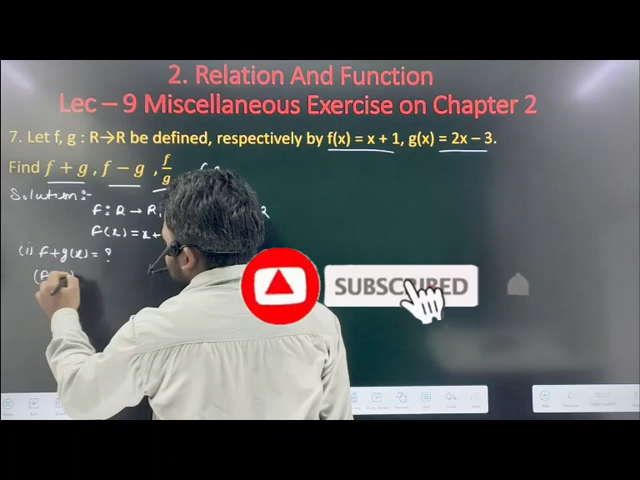 2. Relation And Function
Lec – 9 Miscellaneous Exercise on Chapter 2
7. Let f, g : R→R be defined, respectively by f(x) = x + 1, g(x) = 2x – 3.
Find f + g , f – g , f/g
Solution:-
f : R → R,
f(x) = x+
(i) f+g(x) = ?
SUBSCRIBED